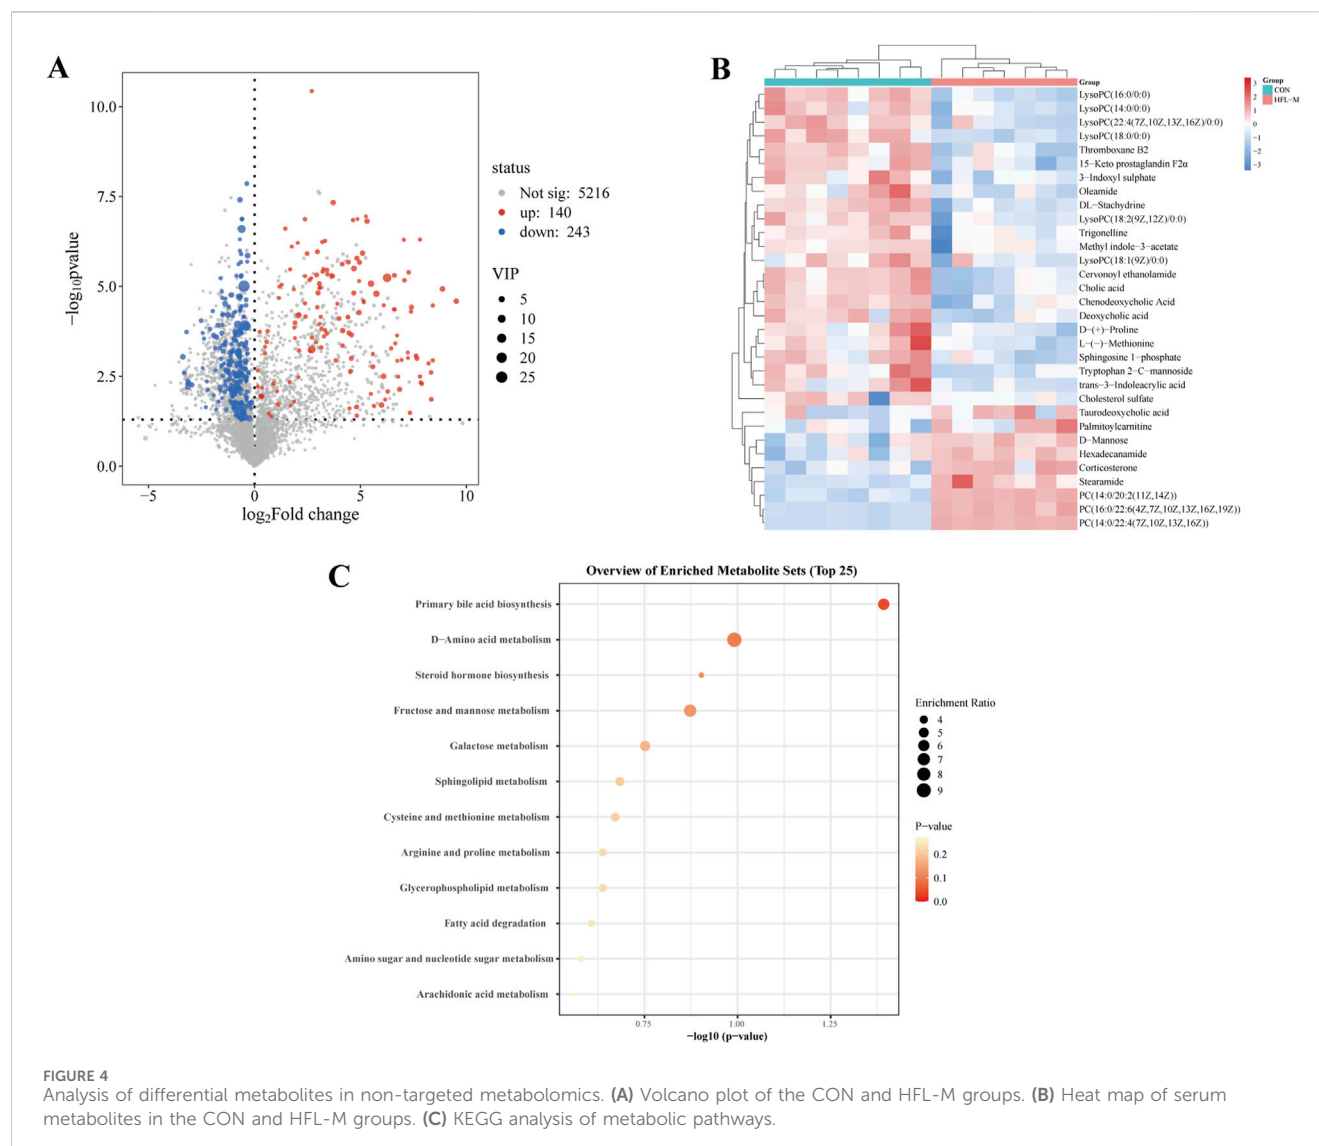 A
10.0
7.5
5.0
2.5
0.0
−log10pvalue
−5
0
5
10
log2Fold change
status
Not sig: 5216
up: 140
down: 243
VIP
5
10
15
20
25
B
Group
LysoPC(16:0/0:0)
LysoPC(14:0/0:0)
LysoPC(22:4(7Z,10Z,13Z,16Z)/0:0)
LysoPC(18:0/0:0)
Thromboxane B2
15−Keto prostaglandin F2α
3−Indoxyl sulphate
Oleamide
DL−Stachydrine
LysoPC(18:2(9Z,12Z)/0:0)
Trigonelline
Methyl indole−3−acetate
LysoPC(18:1(9Z)/0:0)
Cervonoyl ethanolamide
Cholic acid
Chenodeoxycholic Acid
Deoxycholic acid
D−(+)−Proline
L−(−)−Methionine
Sphingosine 1−phosphate
Tryptophan 2−C−mannoside
trans−3−Indoleacrylic acid
Cholesterol sulfate
Taurodeoxycholic acid
Palmitoylcarnitine
D−Mannose
Hexadecanamide
Corticosterone
Stearamide
PC(14:0/20:2(11Z,14Z))
PC(16:0/22:6(4Z,7Z,10Z,13Z,16Z,19Z))
PC(14:0/22:4(7Z,10Z,13Z,16Z))
3
2
1
0
−1
−2
−3
Group
CON
HFL−M
C
Overview of Enriched Metabolite Sets (Top 25)
Primary bile acid biosynthesis
D−Amino acid metabolism
Steroid hormone biosynthesis
Fructose and mannose metabolism
Galactose metabolism
Sphingolipid metabolism
Cysteine and methionine metabolism
Arginine and proline metabolism
Glycerophospholipid metabolism
Fatty acid degradation
Amino sugar and nucleotide sugar metabolism
Arachidonic acid metabolism
0.75
1.00
1.25
−log10 (p−value)
Enrichment Ratio
4
5
6
7
8
9
P−value
0.2
0.1
0.0
FIGURE 4
Analysis of differential metabolites in non-targeted metabolomics. (A) Volcano plot of the CON and HFL-M groups. (B) Heat map of serum
metabolites in the CON and HFL-M groups. (C) KEGG analysis of metabolic pathways.